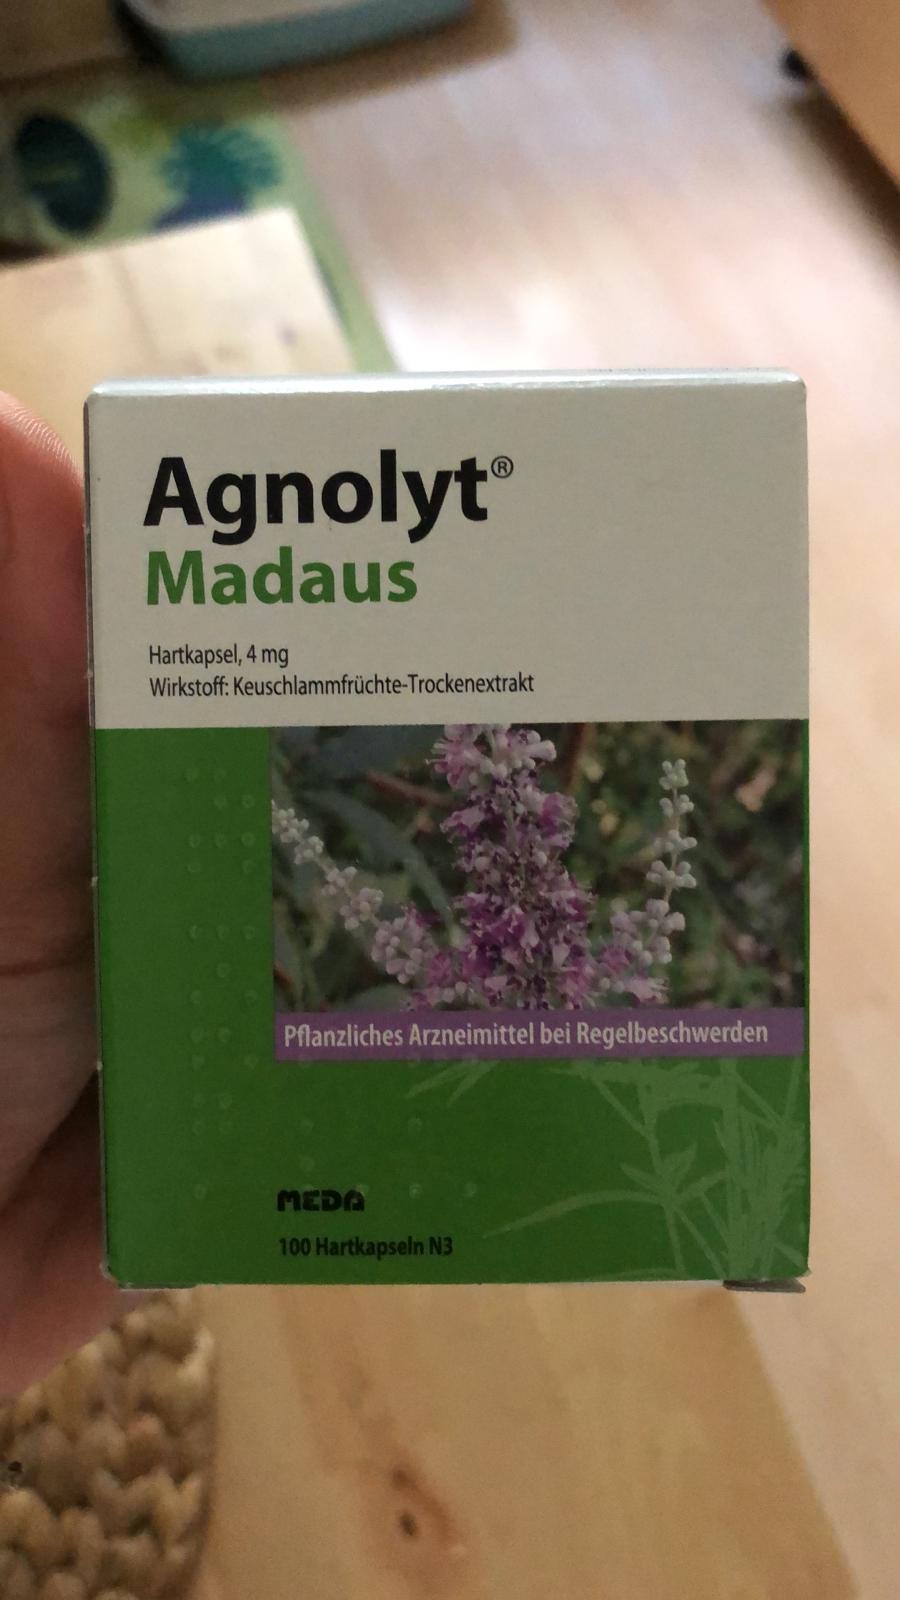 Agnolyt®
Madaus
Hartkapsel, 4 mg
Wirkstoff: Keuschlammfrüchte-Trockenextrakt
Pflanzliches Arzneimittel bei Regelbeschwerden
MEDA
100 Hartkapseln N3